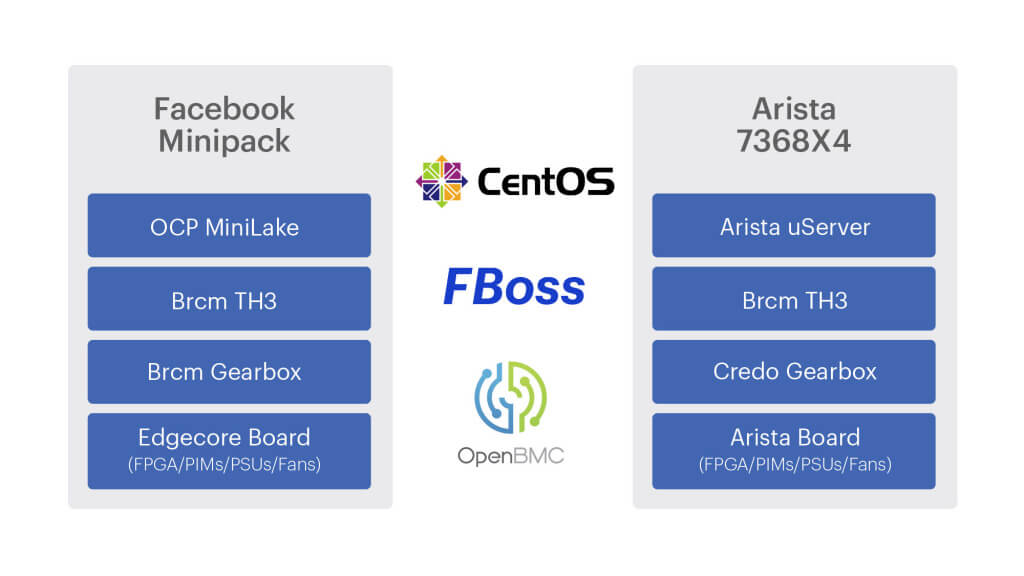 Facebook
Minipack
OCP MiniLake
Brcm TH3
Brcm Gearbox
Edgecore Board
(FPGA/PIMs/PSUs/Fans)
CentOS
FBoss
OpenBMC
Arista
7368X4
Arista uServer
Brcm TH3
Credo Gearbox
Arista Board
(FPGA/PIMs/PSUs/Fans)